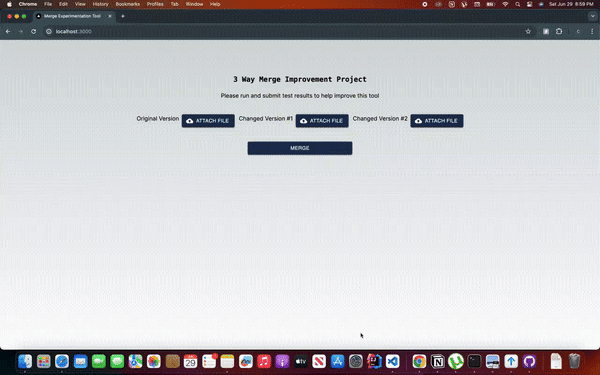 Chrome File Edit View History Bookmarks Profiles Tab Window Help Sat Jun 29 8:59 PM
Merge Experimentation Tool
localhost:3000
3 Way Merge Improvement Project
Please run and submit test results to help improve this tool
Original Version ATTACH FILE Changed Version #1 ATTACH FILE Changed Version #2 ATTACH FILE
MERGE